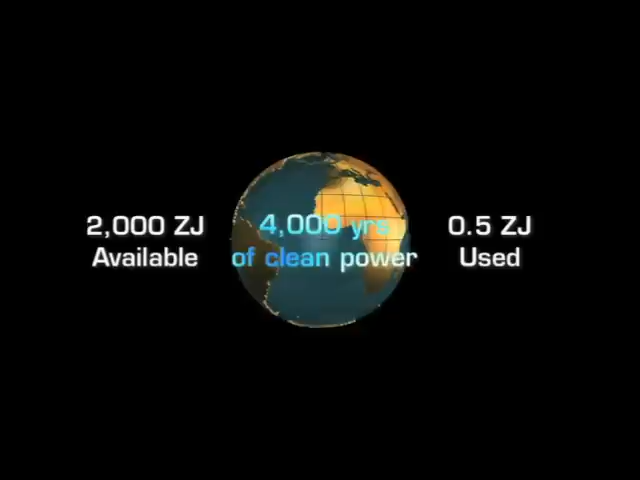 2,000 ZJ
Available
4,000 yrs
of clean power
0.5 ZJ
Used